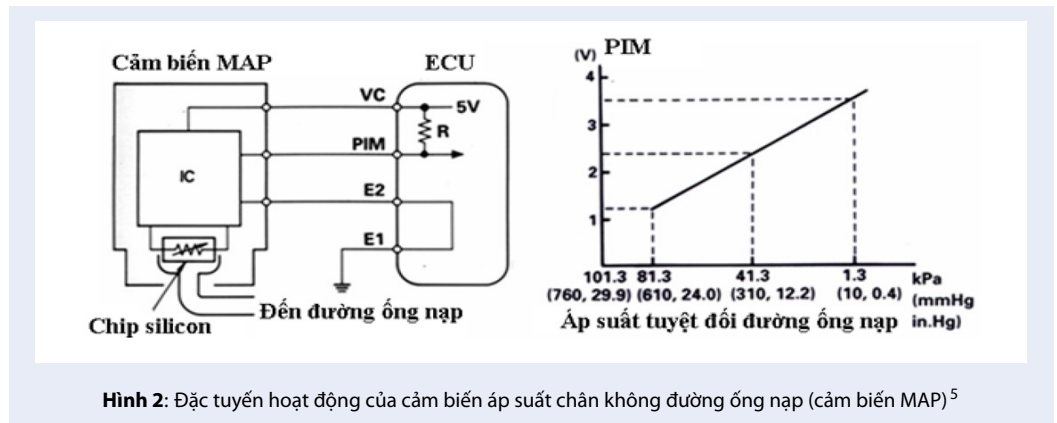 Cảm biến MAP
ECU
VC
5V
R
PIM
IC
E2
E1
Đến đường ống nạp
Chip silicon
(V) PIM
4
3
2
1
101.3 81.3 41.3 1.3 kPa
(760, 29.9) (610, 24.0) (310, 12.2) (10, 0.4) (mmHg
Áp suất tuyệt đối đường ống nạp in.Hg)
Hình 2: Đặc tuyến hoạt động của cảm biến áp suất chân không đường ống nạp (cảm biến MAP) 5